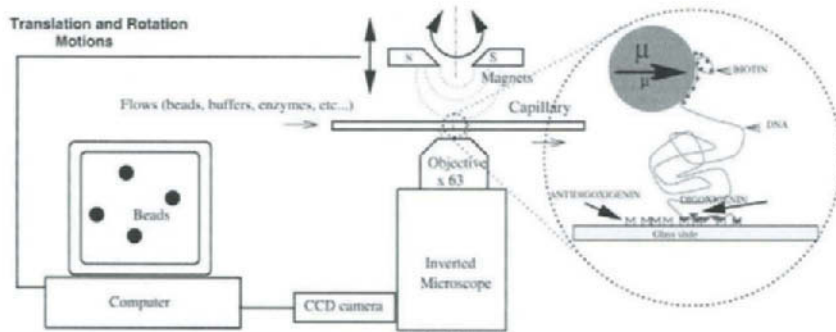 Translation and Rotation
Motions
N
S
Magnets
Flows (beads, buffers, enzymes, etc...)
Capillary
Objective
x 63
Beads
Inverted
Microscope
Computer
CCD camera
μ
μ
BIOTIN
DNA
ANTIDIGOXIGENIN
DIGOXIGENIN
Glass slide